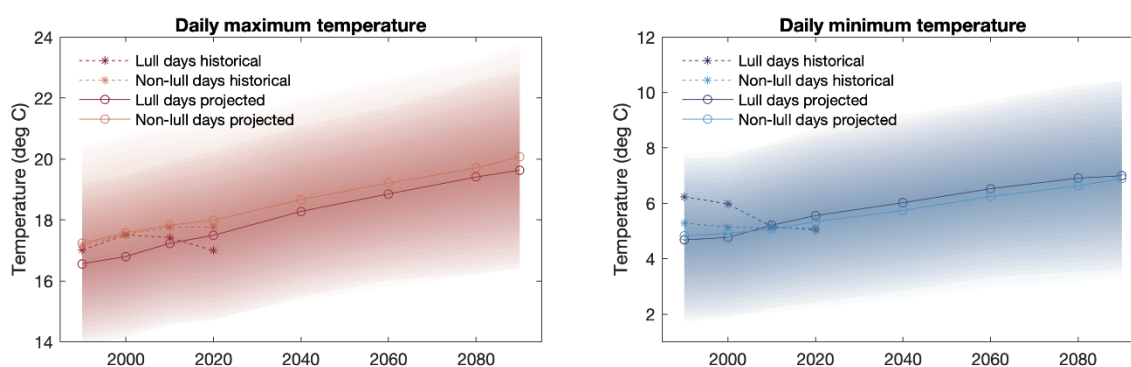 Daily maximum temperature
24
22
20
18
16
14
Temperature (deg C)
Lull days historical
Non-lull days historical
Lull days projected
Non-lull days projected
2000 2020 2040 2060 2080
Daily minimum temperature
12
10
8
6
4
2
Temperature (deg C)
Lull days historical
Non-lull days historical
Lull days projected
Non-lull days projected
2000 2020 2040 2060 2080